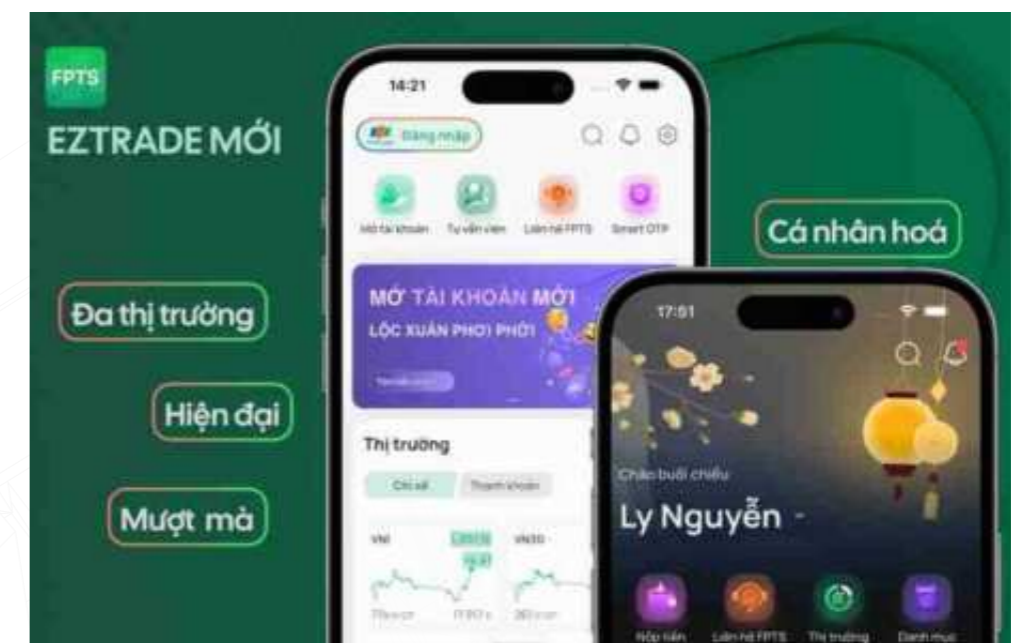 FPTS
EZTRADE MỚI
Đa thị trường
Hiện đại
Mượt mà
Cá nhân hoá
14:21
Đăng nhập
Mở tài khoản
Tư vấn viên
Liên hệ FPTS
Smart OTP
MỞ TÀI KHOẢN MỚI
LỘC XUÂN PHƠI PHỚI
Thị trường
Chỉ số
Thanh khoản
VNI
VN30
17:51
Chào buổi chiều
Ly Nguyễn
Nộp tiền
Liên hệ FPTS
Thị trường
Danh mục